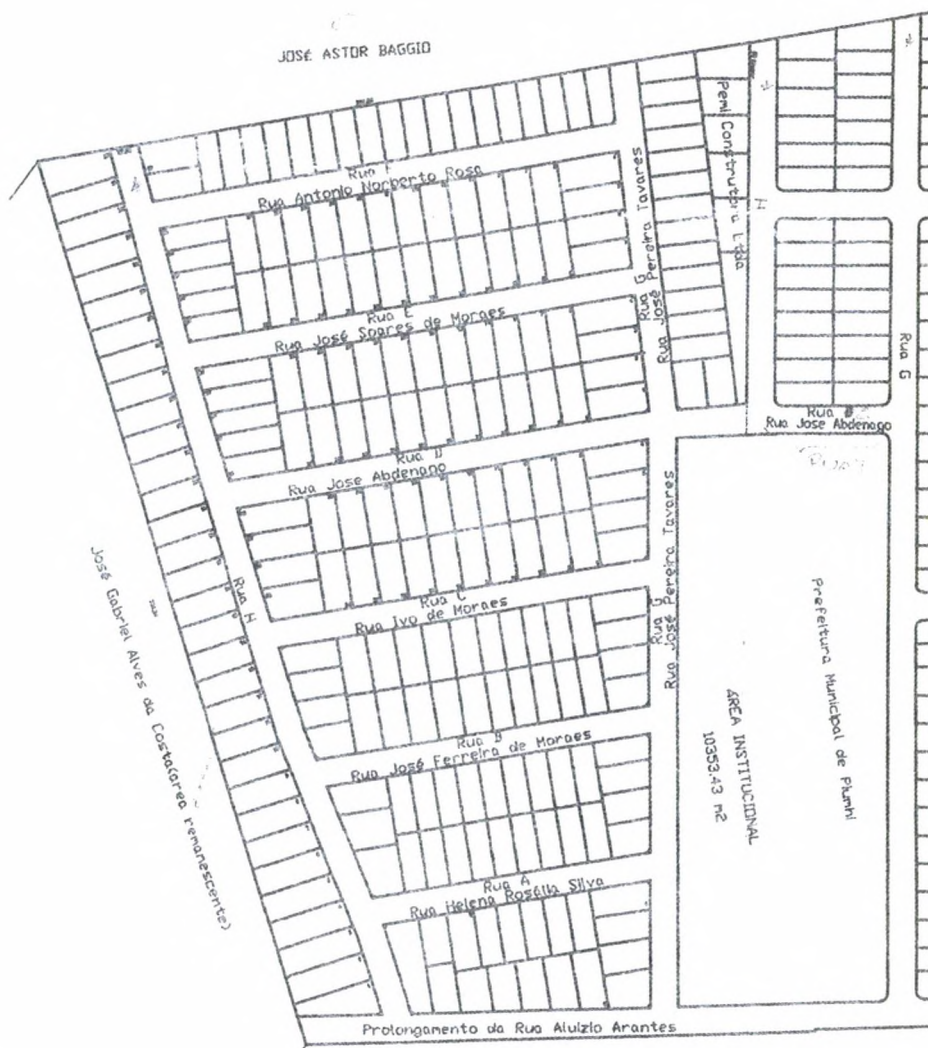 JOSÉ ASTOR BAGGIO
Pemi Construtora Ltda
Rua
Rua Antonio Norberto Rosa
Rua G
Rua José Pereira Tavares
Rua E
Rua José Soares de Moraes
H
Rua G
Rua B
Rua Jose Abdenago
Rua D
Rua Jose Abdenago
Rua G
Rua José Pereira Tavares
Rua H
José Gabriel Alves da Costa(area remanescente)
Rua C
Rua Ivo de Moraes
Prefeitura Municipal de Piumhi
ÁREA INSTITUCIONAL
10353.43 m2
Rua B
Rua José Ferreira de Moraes
Rua A
Rua Helena Rosália Silva
Prolongamento da Rua Aluizio Arantes